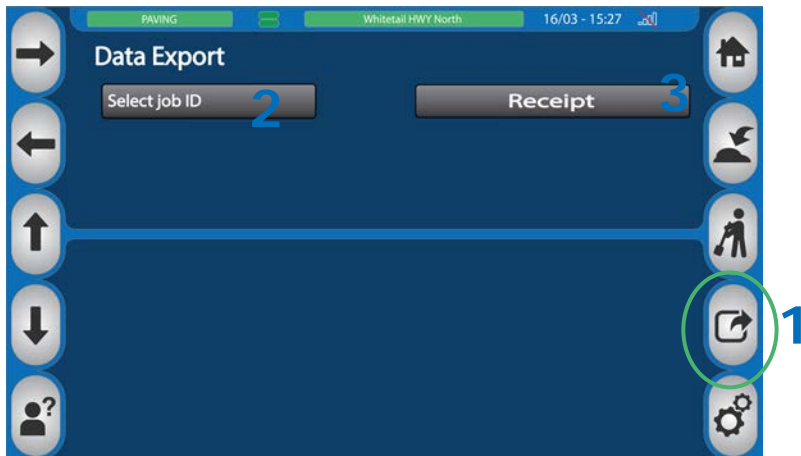 PAVING Whitetail HWY North 16/03 - 15:27
Data Export
Select job ID 2 Receipt 3
1
?